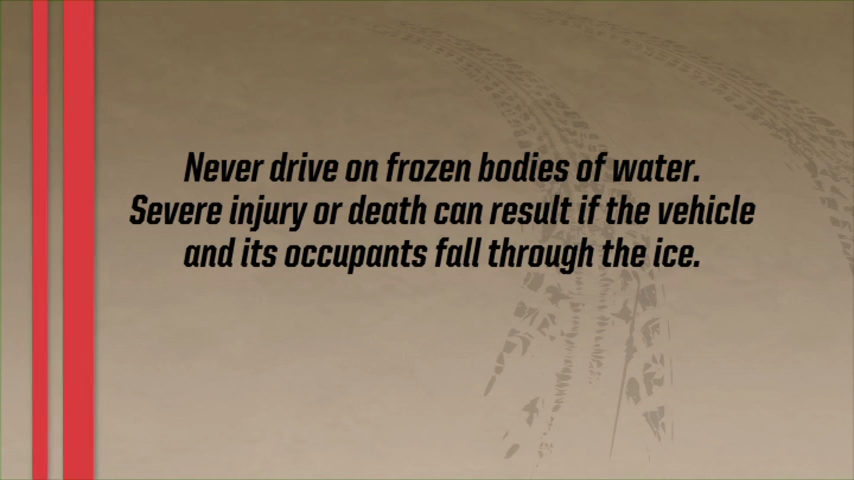 Never drive on frozen bodies of water.
Severe injury or death can result if the vehicle
and its occupants fall through the ice.